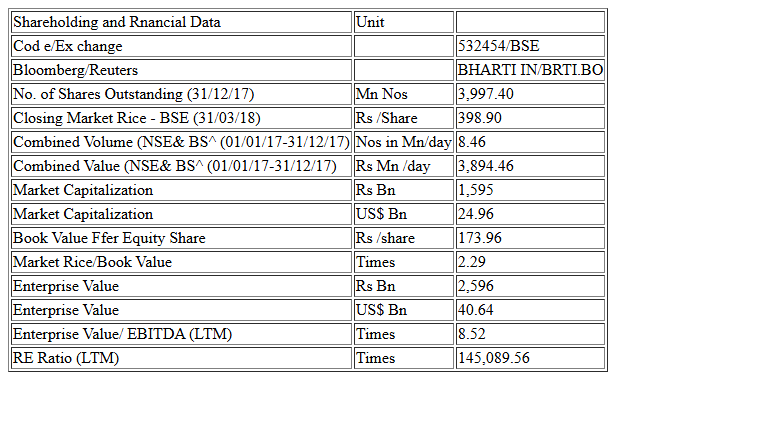 Shareholding and Rnancial Data Unit
Cod e/Ex change 532454/BSE
Bloomberg/Reuters BHARTI IN/BRTI.BO
No. of Shares Outstanding (31/12/17) Mn Nos 3,997.40
Closing Market Rice - BSE (31/03/18) Rs /Share 398.90
Combined Volume (NSE& BS^ (01/01/17-31/12/17) Nos in Mn/day 8.46
Combined Value (NSE& BS^ (01/01/17-31/12/17) Rs Mn /day 3,894.46
Market Capitalization Rs Bn 1,595
Market Capitalization US$ Bn 24.96
Book Value Ffer Equity Share Rs /share 173.96
Market Rice/Book Value Times 2.29
Enterprise Value Rs Bn 2,596
Enterprise Value US$ Bn 40.64
Enterprise Value/ EBITDA (LTM) Times 8.52
RE Ratio (LTM) Times 145,089.56